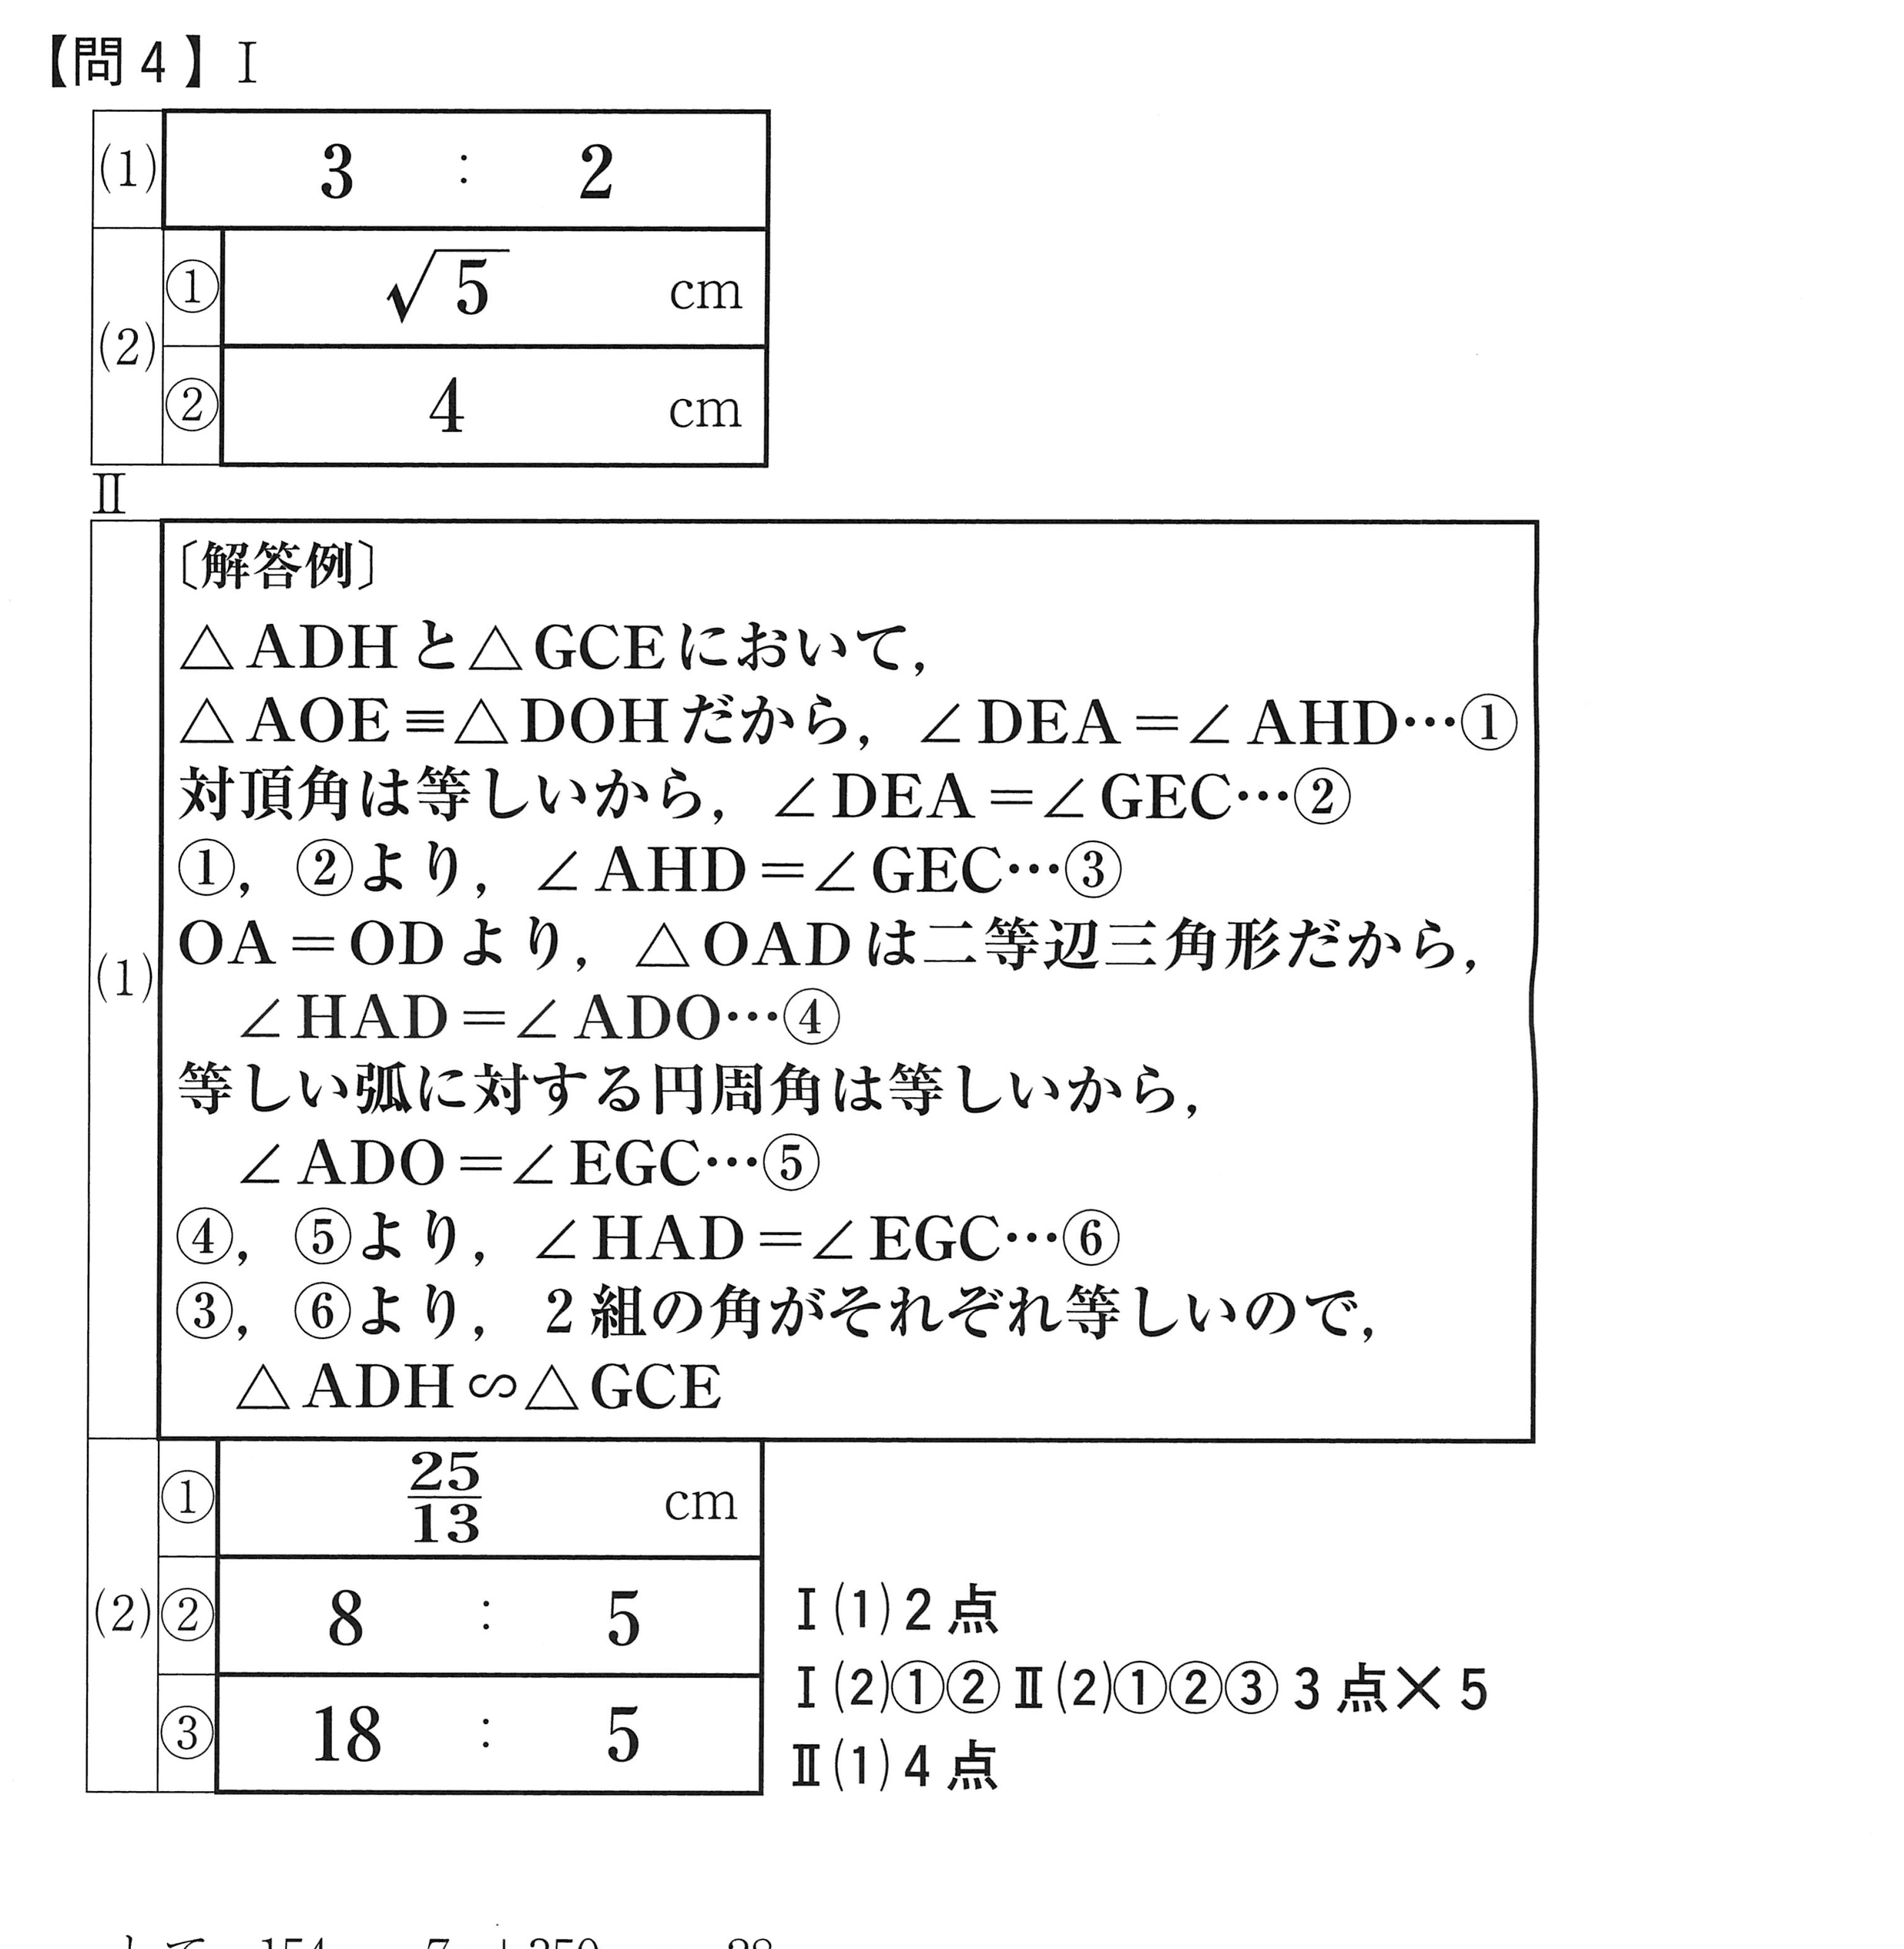 【問4】Ⅰ
(1) 3 : 2
(2) ① √5 cm
② 4 cm
Ⅱ
(1) 〔解答例〕
△ADHと△GCEにおいて,
△AOE≡△DOHだから, ∠DEA=∠AHD…①
対頂角は等しいから, ∠DEA=∠GEC…②
①, ②より, ∠AHD=∠GEC…③
OA=ODより, △OADは二等辺三角形だから,
∠HAD=∠ADO…④
等しい弧に対する円周角は等しいから,
∠ADO=∠EGC…⑤
④, ⑤より, ∠HAD=∠EGC…⑥
③, ⑥より, 2組の角がそれぞれ等しいので,
△ADH∽△GCE
(2) ① 25/13 cm
② 8 : 5
③ 18 : 5
Ⅰ(1)2点
Ⅰ(2)①②Ⅱ(2)①②③3点×5
Ⅱ(1)4点